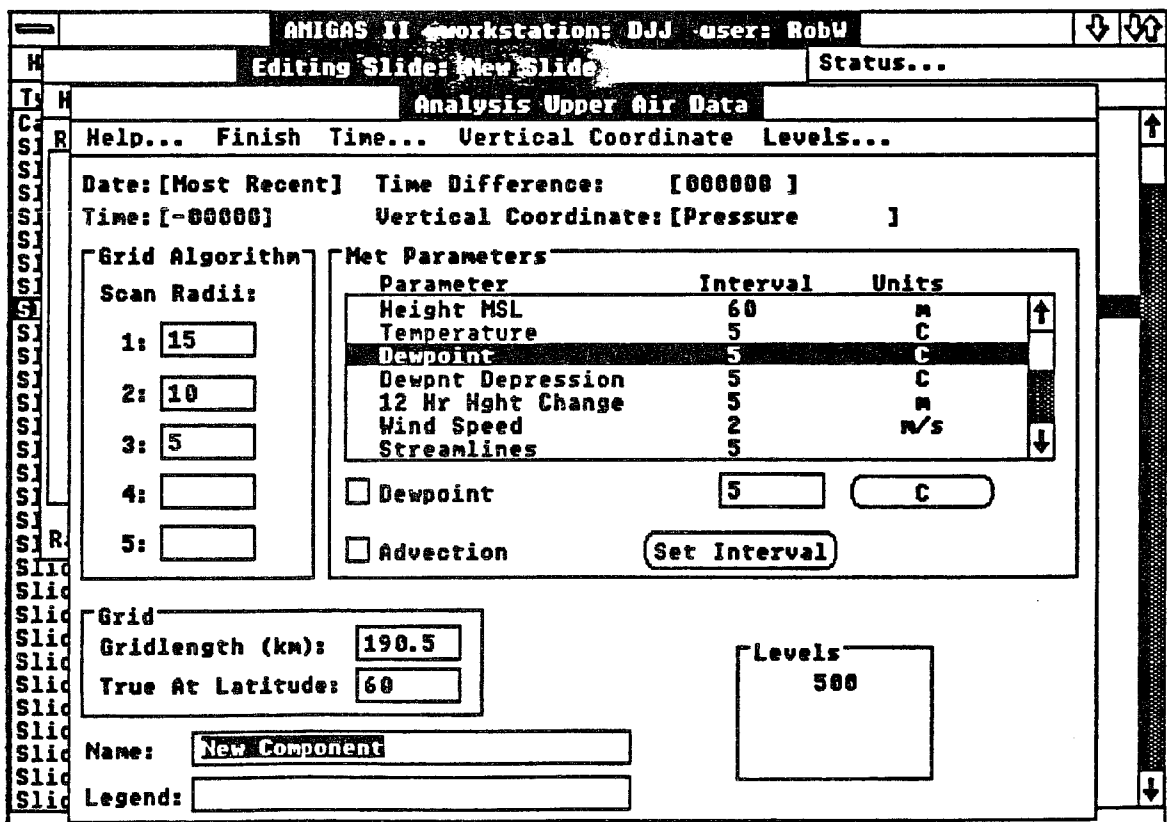 AMIGAS II workstation: DJJ user: RobW
Editing Slide: New Slide
Status...
Analysis Upper Air Data
Help... Finish Time... Vertical Coordinate Levels...
Date: [Most Recent] Time Difference: [000000 ]
Time: [-00000] Vertical Coordinate: [Pressure ]
Grid Algorithm
Scan Radii:
1: 15
2: 10
3: 5
4:
5:
Met Parameters
Parameter Interval Units
Height MSL 60 m
Temperature 5 C
Dewpoint 5 C
Dewpnt Depression 5 C
12 Hr Hght Change 5 m
Wind Speed 2 m/s
Streamlines 5
Dewpoint 5 C
Advection Set Interval
Grid
Gridlength (km): 190.5
True At Latitude: 60
Levels
500
Name: New Component
Legend: